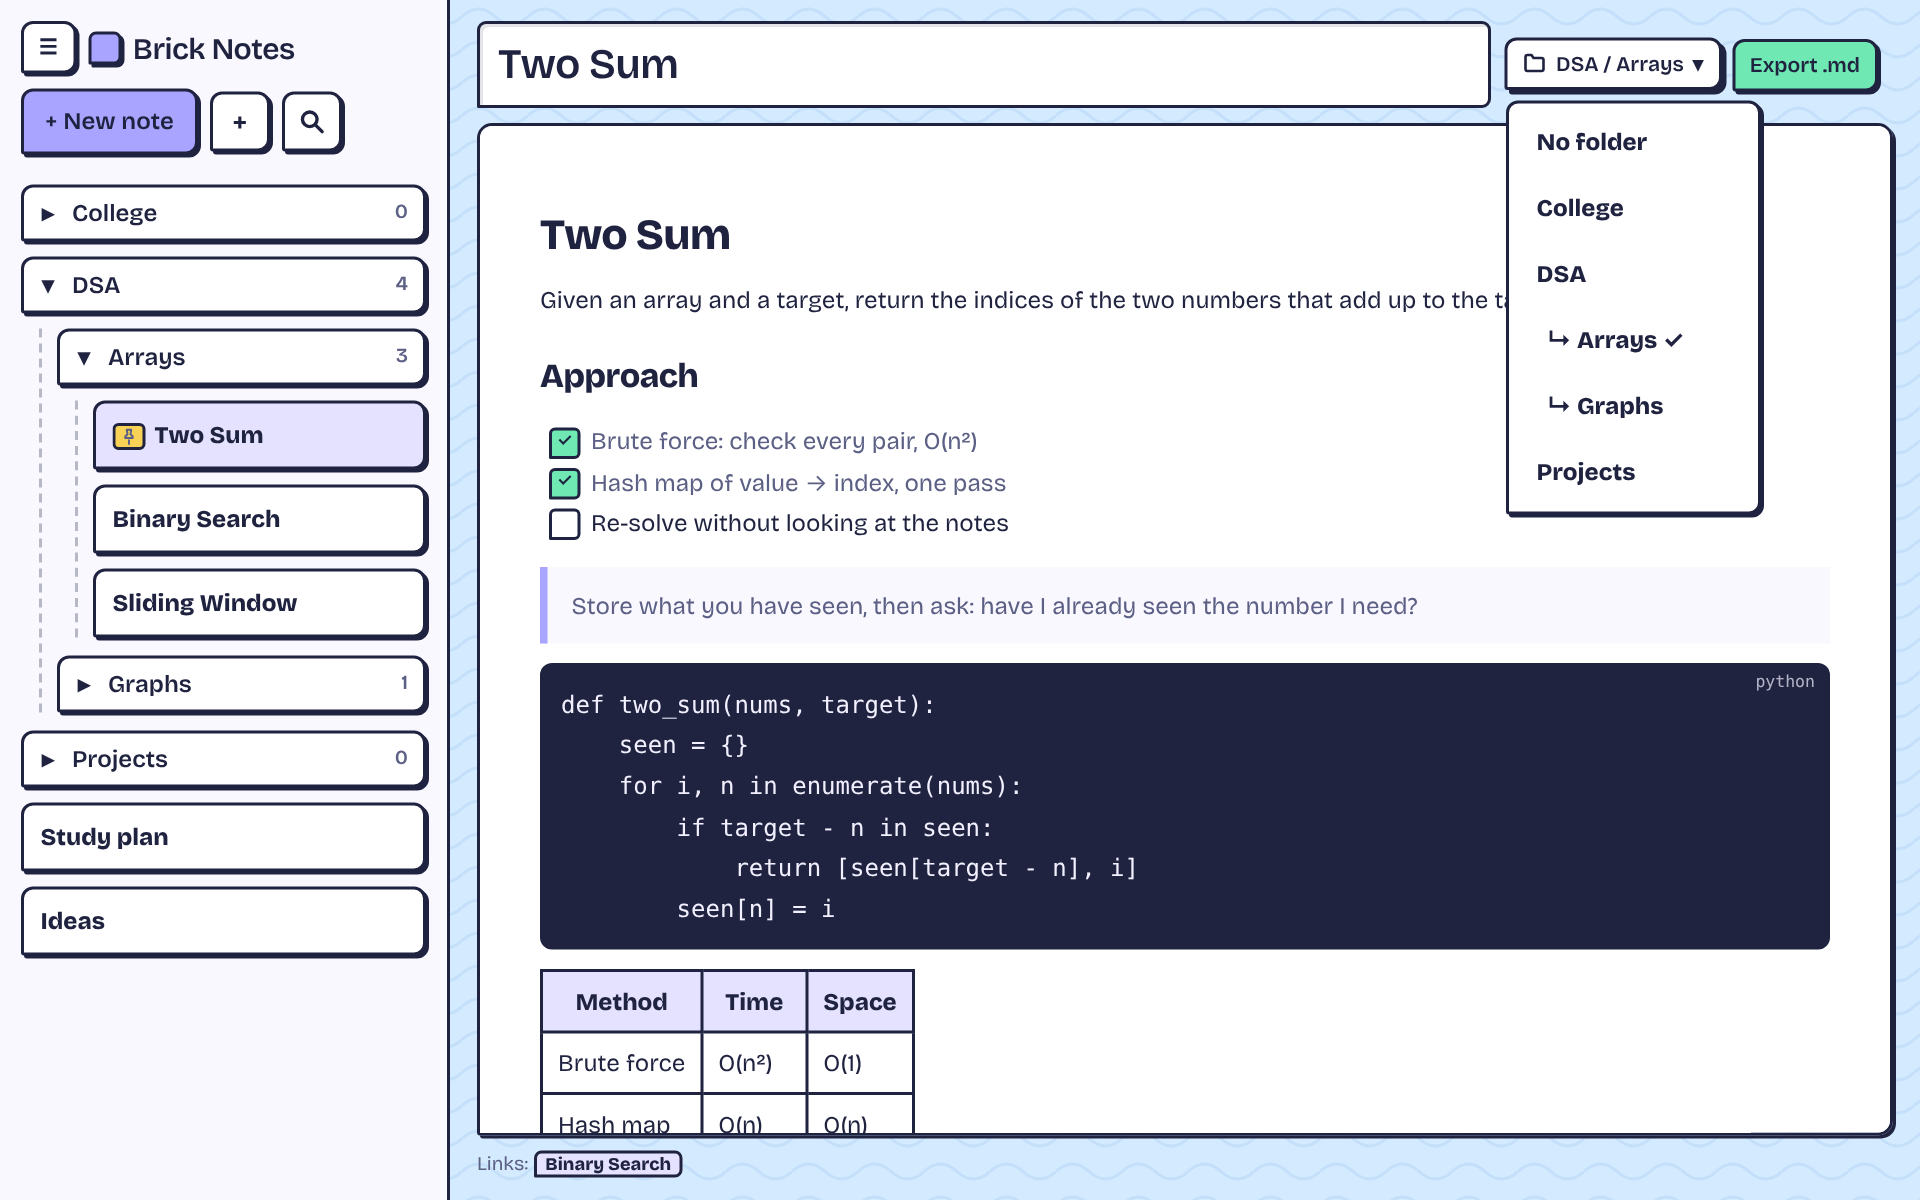 ☰ Brick Notes
+ New note
+
▶ College 0
▼ DSA 4
▼ Arrays 3
Two Sum
Binary Search
Sliding Window
▶ Graphs 1
▶ Projects 0
Study plan
Ideas
Two Sum
DSA / Arrays ▼
Export .md
No folder
College
DSA
↳ Arrays ✓
↳ Graphs
Projects
Two Sum
Given an array and a target, return the indices of the two numbers that add up to the
Approach
Brute force: check every pair, O(n²)
Hash map of value → index, one pass
Re-solve without looking at the notes
Store what you have seen, then ask: have I already seen the number I need?
python
def two_sum(nums, target):
    seen = {}
    for i, n in enumerate(nums):
        if target - n in seen:
            return [seen[target - n], i]
        seen[n] = i
Method Time Space
Brute force O(n²) O(1)
Hash map O(n) O(n)
Links: Binary Search